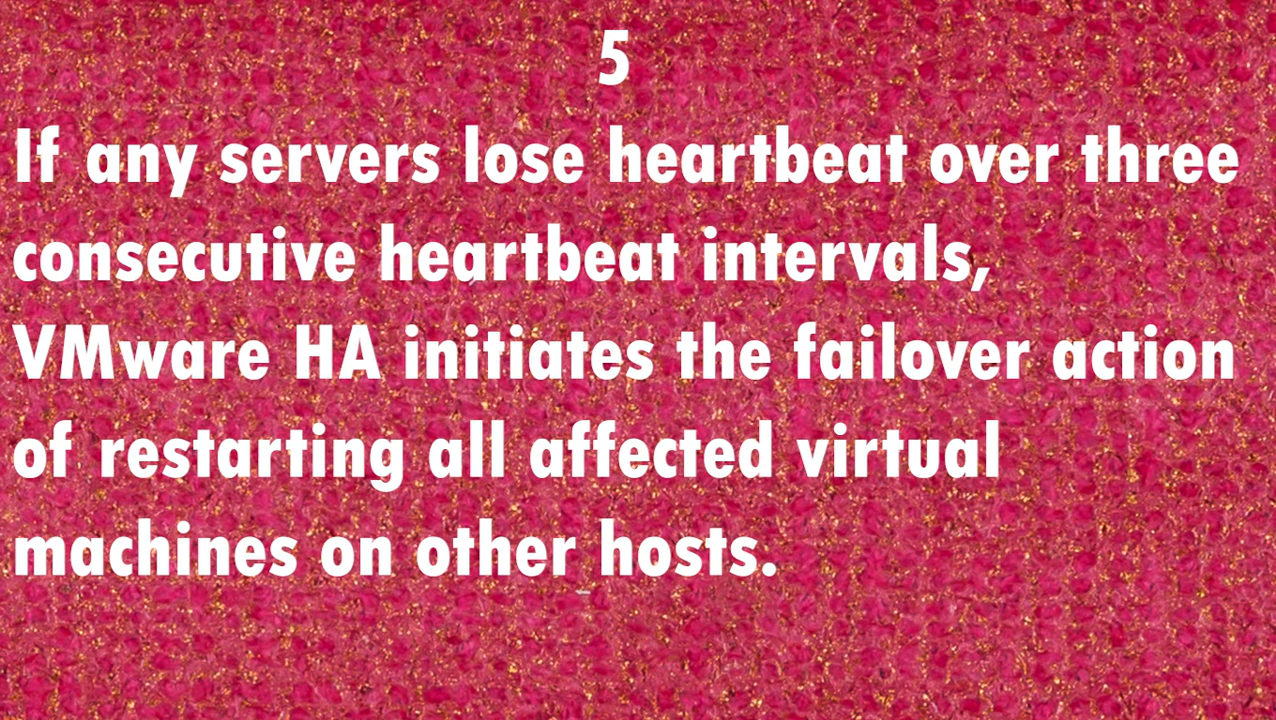 5
If any servers lose heartbeat over three
consecutive heartbeat intervals,
VMware HA initiates the failover action
of restarting all affected virtual
machines on other hosts.